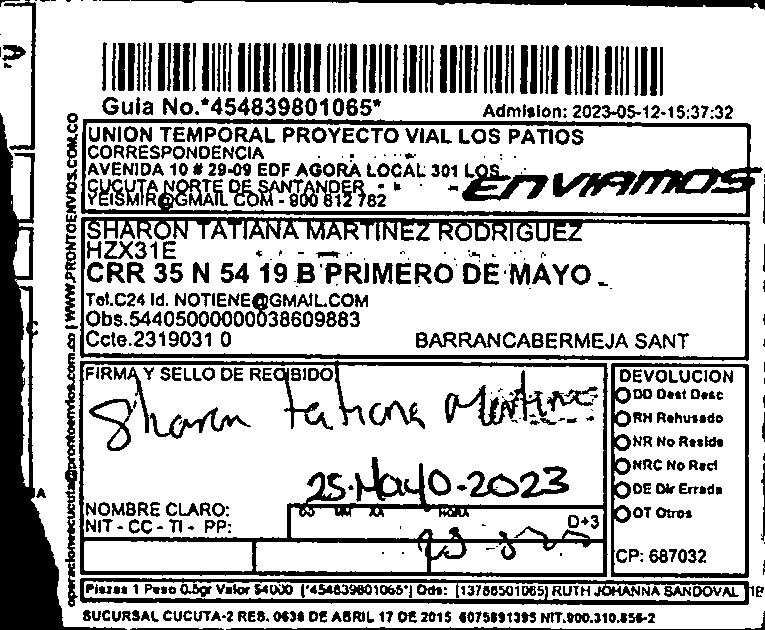 Guia No.*454839801065*
Admision: 2023-05-12-15:37:32
UNION TEMPORAL PROYECTO VIAL LOS PATIOS
CORRESPONDENCIA
AVENIDA 10 # 29-09 EDF AGORA LOCAL 301 LOS
CUCUTA NORTE DE SANTANDER
YEISMIR@GMAIL COM - 900 812 782
ENVIAMOS
SHARON TATIANA MARTINEZ RODRIGUEZ
HZX31E
CRR 35 N 54 19 B PRIMERO DE MAYO
Tel.C24 Id. NOTIENE@GMAIL.COM
Obs.54405000000038609883
Ccte.2319031 0
BARRANCABERMEJA SANT
operacionescucuta@prontoenvios.com.co | WWW.PRONTOENVIOS.COM.CO
FIRMA Y SELLO DE RECIBIDO
Sharon tatiana Martinez
25-Mayo-2023
NOMBRE CLARO:
NIT - CC - TI - PP:
DD MM AA HORA
D+3
DEVOLUCION
DD Dest Desc
RH Rehusado
NR No Reside
NRC No Recl
DE Dir Errada
OT Otros
CP: 687032
Piezas 1 Peso 0.5gr Valor $4000 [*454839801065*] Ods: [13786501065] RUTH JOHANNA SANDOVAL
SUCURSAL CUCUTA-2 RES. 0636 DE ABRIL 17 DE 2015 6075891395 NIT.900.310.856-2